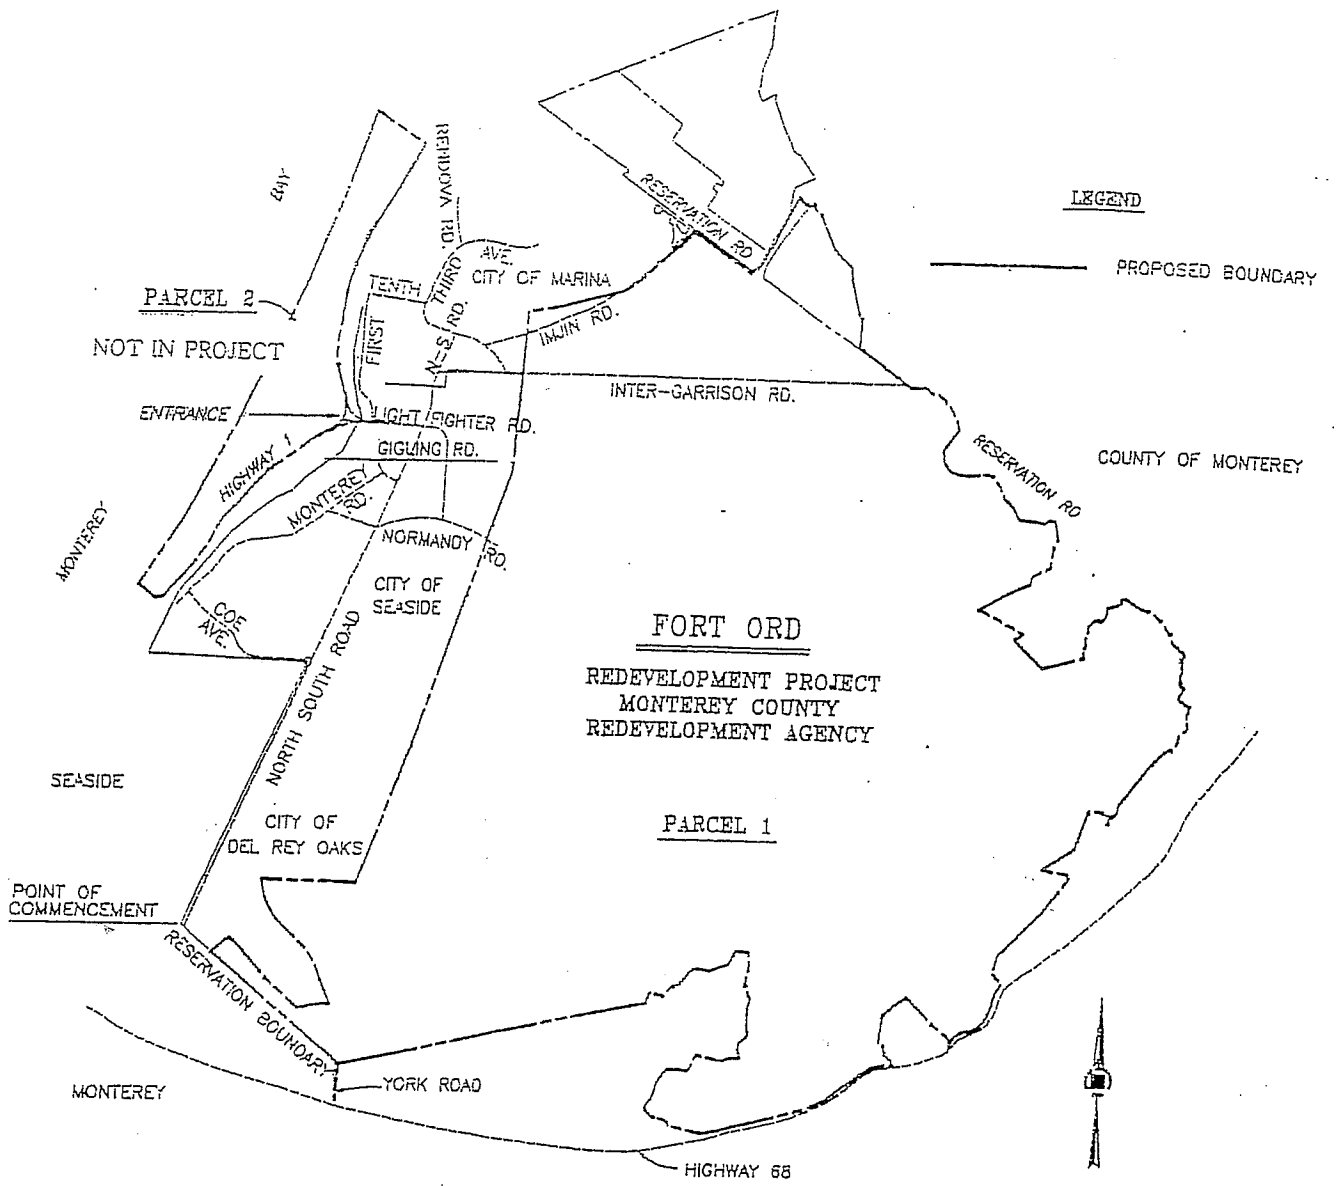 BAY
RENDOVA RD.
RESERVATION RD
LEGEND
PROPOSED BOUNDARY
THIRD
AVE.
CITY OF MARINA
TENTH
PARCEL 2
NOT IN PROJECT
FIRST
N-S RD.
IMJIN RD.
INTER-GARRISON RD.
ENTRANCE
LIGHT FIGHTER RD.
GIGLING RD.
HIGHWAY 1
MONTEREY
RD.
NORMANDY RD.
RESERVATION RD
COUNTY OF MONTEREY
MONTEREY
CITY OF
SEASIDE
COE
AVE.
FORT ORD
REDEVELOPMENT PROJECT
MONTEREY COUNTY
REDEVELOPMENT AGENCY
NORTH SOUTH ROAD
SEASIDE
CITY OF
DEL REY OAKS
PARCEL 1
POINT OF
COMMENCEMENT
RESERVATION BOUNDARY
YORK ROAD
MONTEREY
HIGHWAY 68